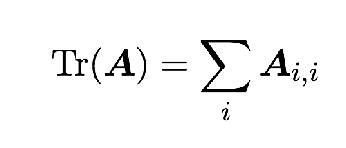 Tr(A) = ∑_i A_{i,i}